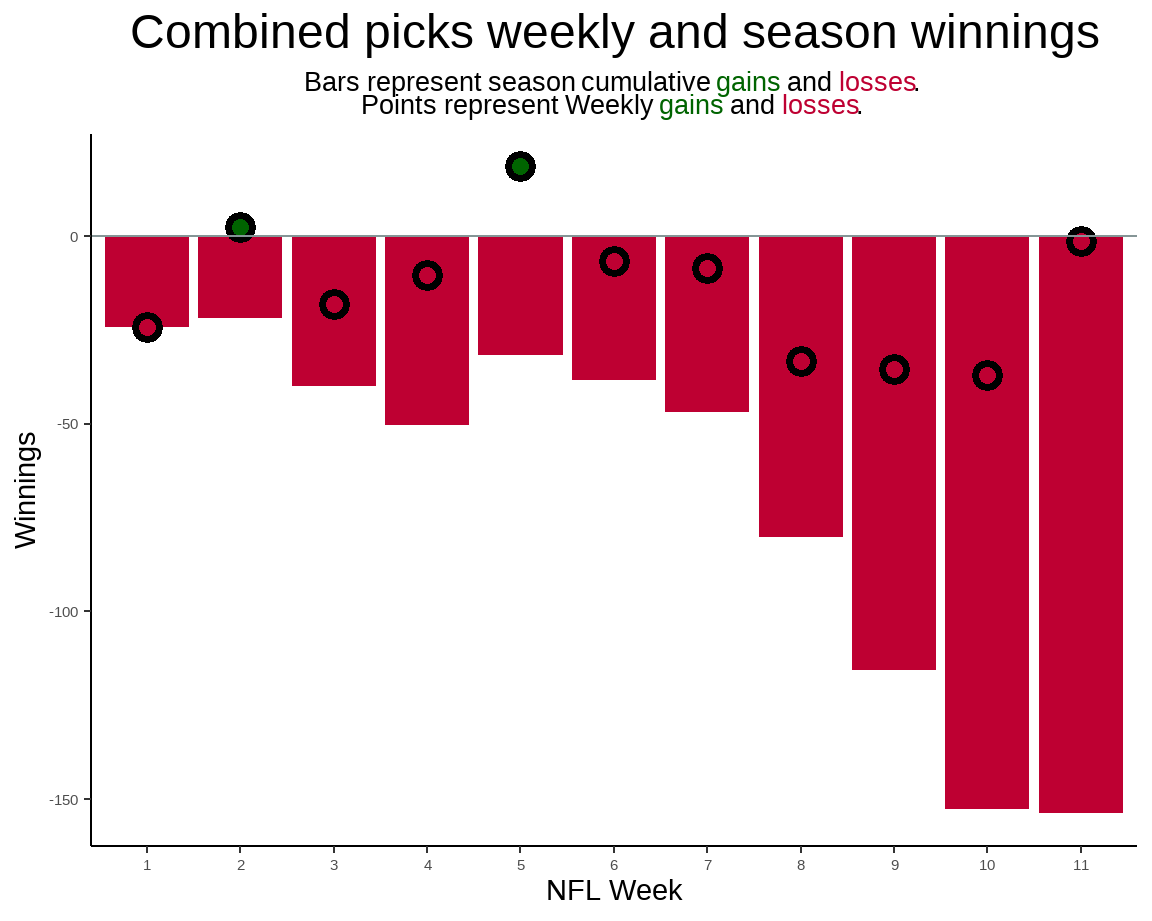 Combined picks weekly and season winnings
Bars represent season cumulative gains and losses.
Points represent Weekly gains and losses.
Winnings
0
-50
-100
-150
1 2 3 4 5 6 7 8 9 10 11
NFL Week